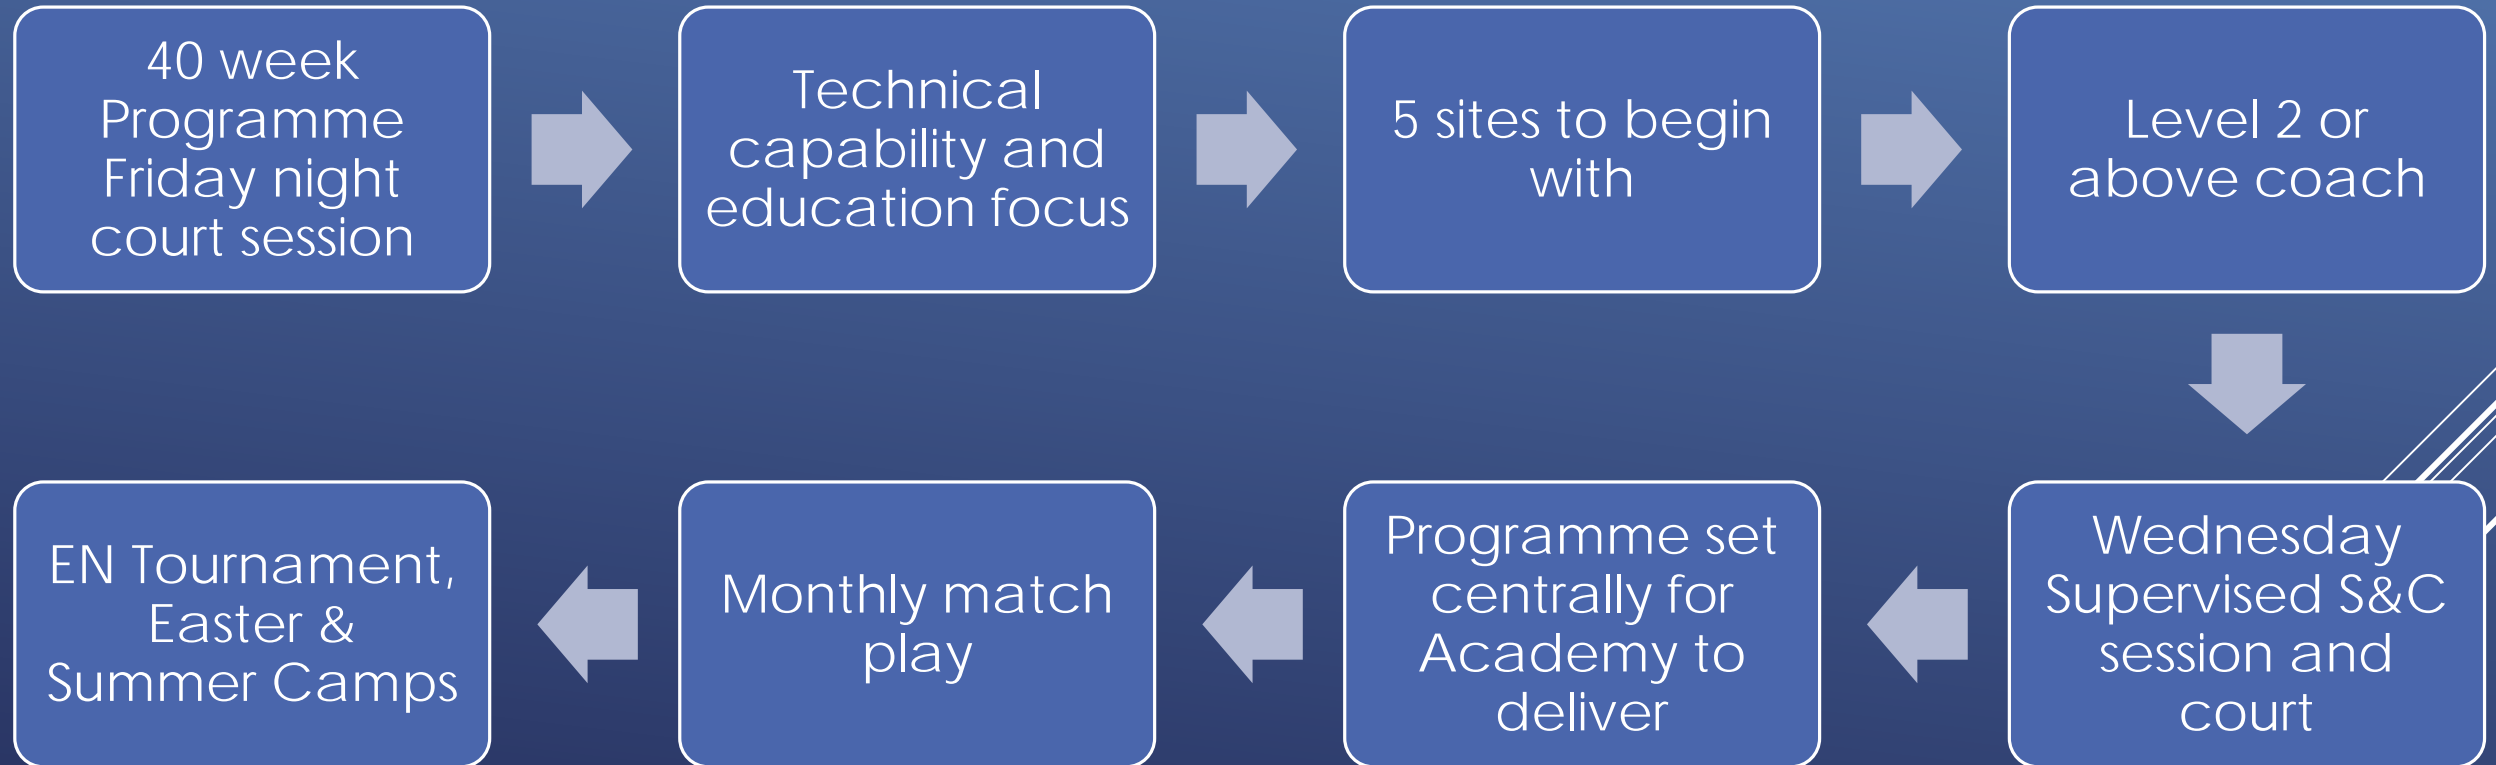 40 week
Programme
Friday night
court session
Technical
capability and
education focus
5 sites to begin
with
Level 2 or
above coach
Wednesday
Supervised S&C
session and
court
Programme set
centrally for
Academy to
deliver
Monthly match
play
EN Tournament,
Easter &
Summer Camps